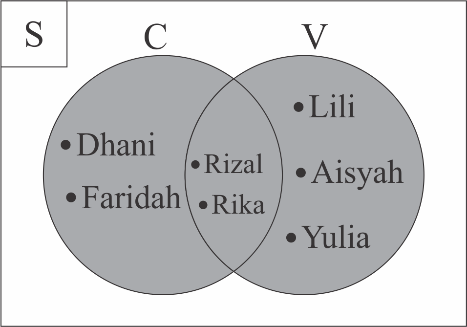 S
C
V
• Dhani
• Faridah
• Rizal
• Rika
• Lili
• Aisyah
• Yulia